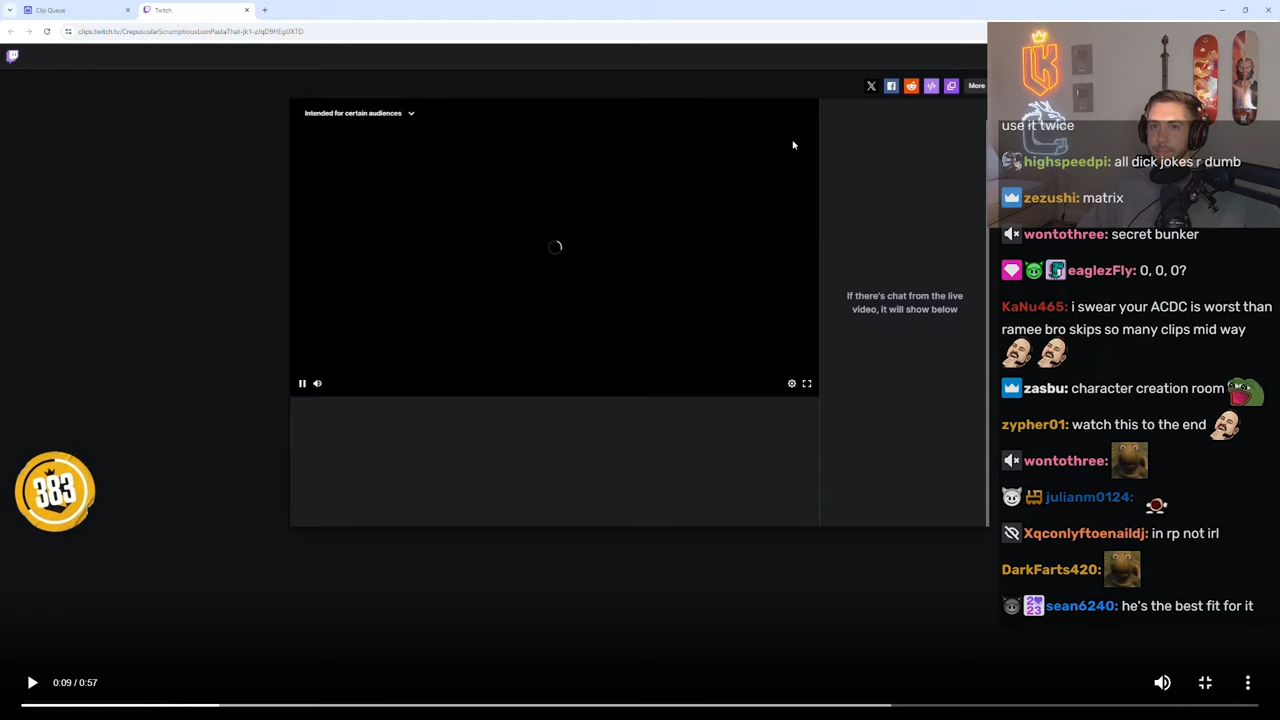 Clip Queue
Twitch
clips.twitch.tv/CrepuscularScrumptiousLionPastaThat-jk1-zJqD9HEgUXTD
More
Intended for certain audiences
If there's chat from the live
video, it will show below
383
LK
use it twice
highspeedpi: all dick jokes r dumb
zezushi: matrix
wontothree: secret bunker
eaglezFly: 0, 0, 0?
KaNu465: i swear your ACDC is worst than
ramee bro skips so many clips mid way
zasbu: character creation room
zypher01: watch this to the end
wontothree:
julianm0124:
Xqconlyftoenaildj: in rp not irl
DarkFarts420:
sean6240: he's the best fit for it
0:09 / 0:57